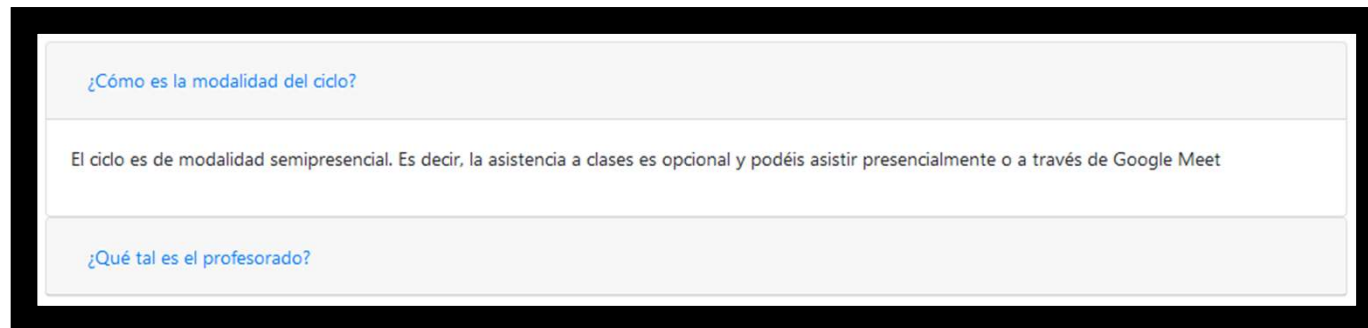 ¿Cómo es la modalidad del ciclo?
El ciclo es de modalidad semipresencial. Es decir, la asistencia a clases es opcional y podéis asistir presencialmente o a través de Google Meet
¿Qué tal es el profesorado?